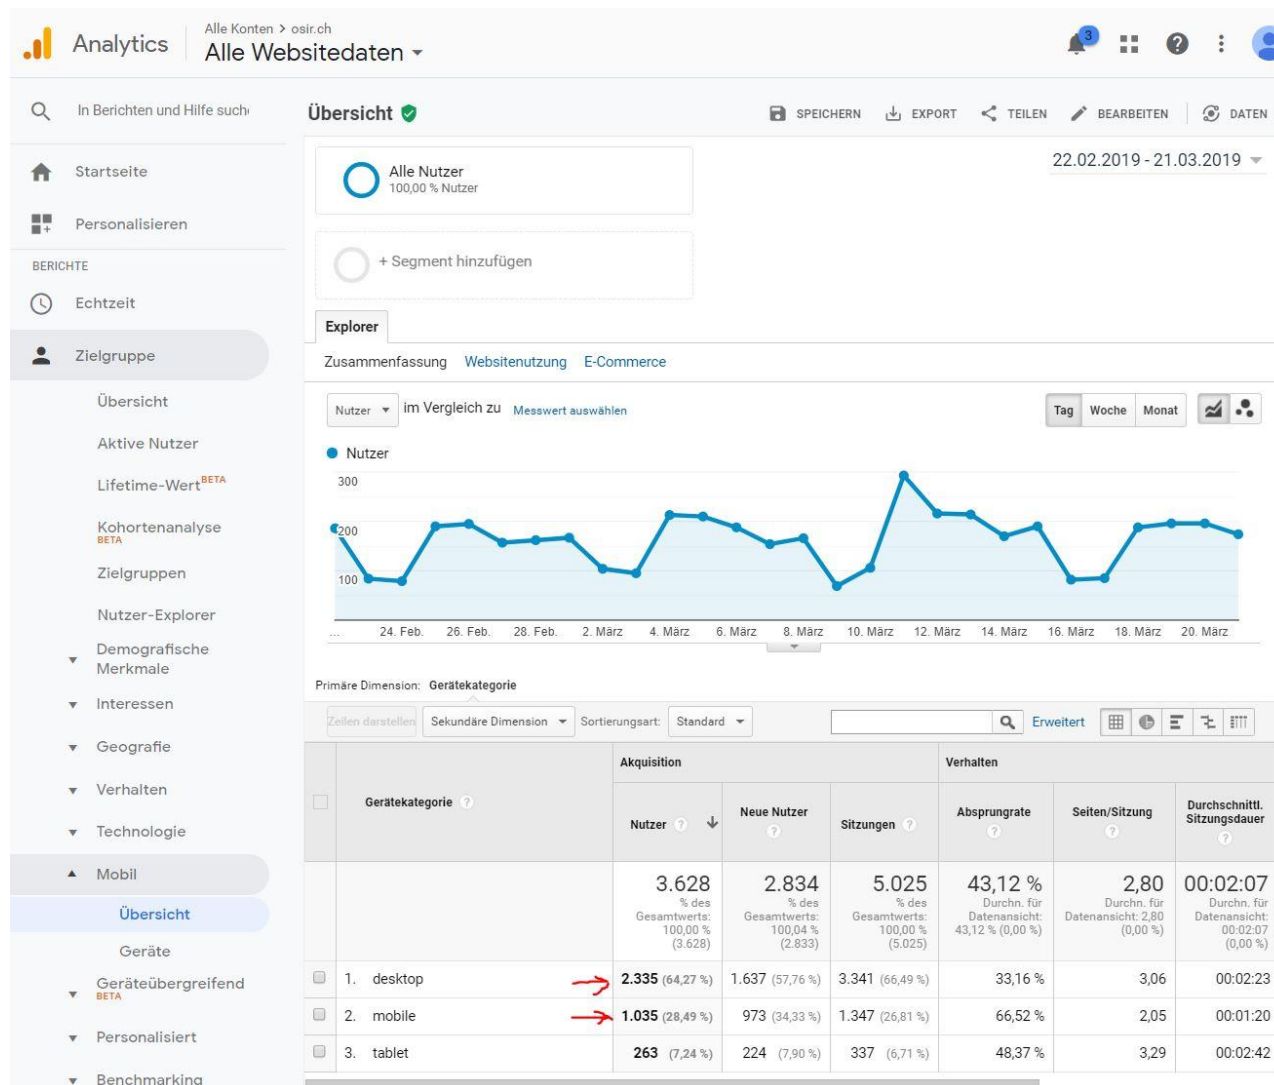 Analytics
Alle Konten > osir.ch
Alle Websitedaten
3
In Berichten und Hilfe suche
Startseite
Personalisieren
BERICHTE
Echtzeit
Zielgruppe
Übersicht
Aktive Nutzer
Lifetime-Wert BETA
Kohortenanalyse
BETA
Zielgruppen
Nutzer-Explorer
Demografische
Merkmale
Interessen
Geografie
Verhalten
Technologie
Mobil
Übersicht
Geräte
Geräteübergreifend
BETA
Personalisiert
Benchmarking
Übersicht
SPEICHERN EXPORT TEILEN BEARBEITEN DATEN
Alle Nutzer
100,00 % Nutzer
22.02.2019 - 21.03.2019
+ Segment hinzufügen
Explorer
Zusammenfassung Websitenutzung E-Commerce
Nutzer im Vergleich zu Messwert auswählen
Tag Woche Monat
Nutzer
300
200
100
... 24. Feb. 26. Feb. 28. Feb. 2. März 4. März 6. März 8. März 10. März 12. März 14. März 16. März 18. März 20. März
Primäre Dimension: Gerätekategorie
Zeilen darstellen Sekundäre Dimension Sortierungsart: Standard Erweitert
Akquisition Verhalten
Gerätekategorie ? Nutzer ? Neue Nutzer ? Sitzungen ? Absprungrate ? Seiten/Sitzung ? Durchschnittl. Sitzungsdauer ?
3.628 2.834 5.025 43,12 % 2,80 00:02:07
% des % des % des Durchn. für Durchn. für Durchn. für
Gesamtwerts: Gesamtwerts: Gesamtwerts: Datenansicht: Datenansicht: 2,80 Datenansicht:
100,00 % 100,04 % 100,00 % 43,12 % (0,00 %) (0,00 %) 00:02:07
(3.628) (2.833) (5.025) (0,00 %)
1. desktop 2.335 (64,27 %) 1.637 (57,76 %) 3.341 (66,49 %) 33,16 % 3,06 00:02:23
2. mobile 1.035 (28,49 %) 973 (34,33 %) 1.347 (26,81 %) 66,52 % 2,05 00:01:20
3. tablet 263 (7,24 %) 224 (7,90 %) 337 (6,71 %) 48,37 % 3,29 00:02:42